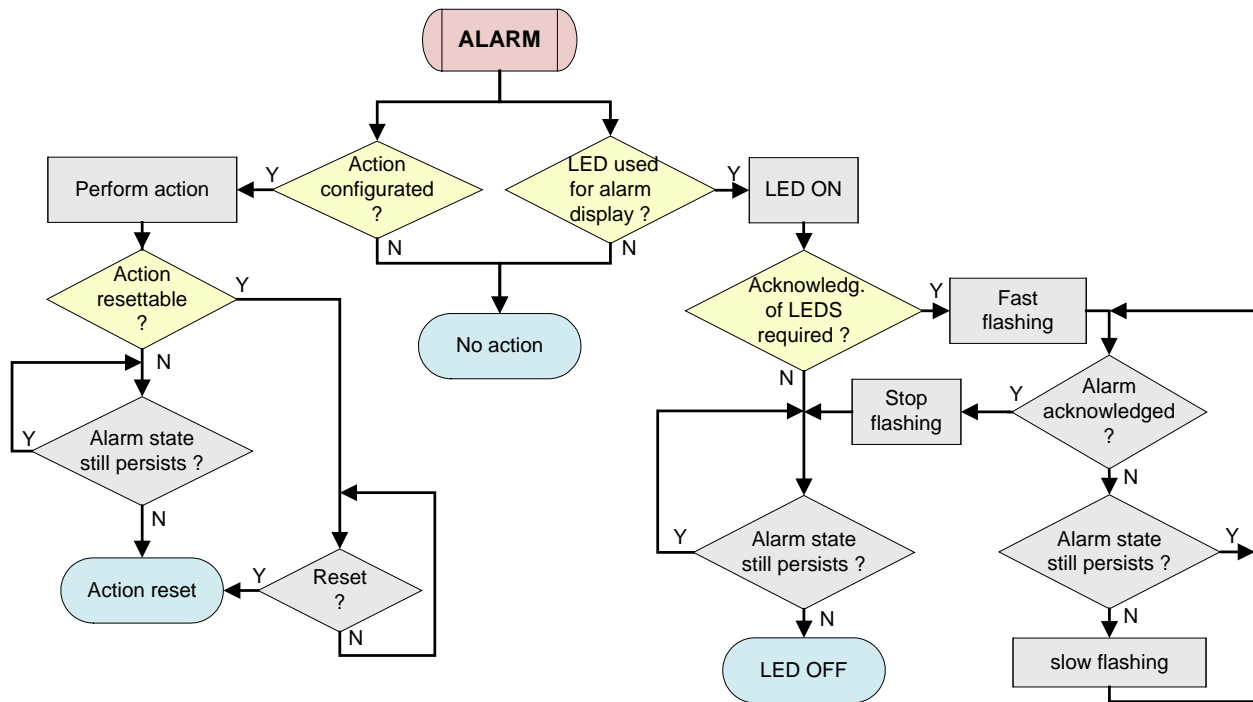 ALARM
Action
configurated
?
Y
N
LED used
for alarm
display ?
Y
N
Perform action
LED ON
No action
Action
resettable
?
Y
N
Acknowledg.
of LEDS
required ?
Y
N
Fast
flashing
Alarm
acknowledged
?
Y
N
Stop
flashing
Alarm state
still persists ?
Y
N
Reset
?
Y
N
Action reset
Alarm state
still persists ?
Y
N
LED OFF
Alarm state
still persists ?
Y
N
slow flashing